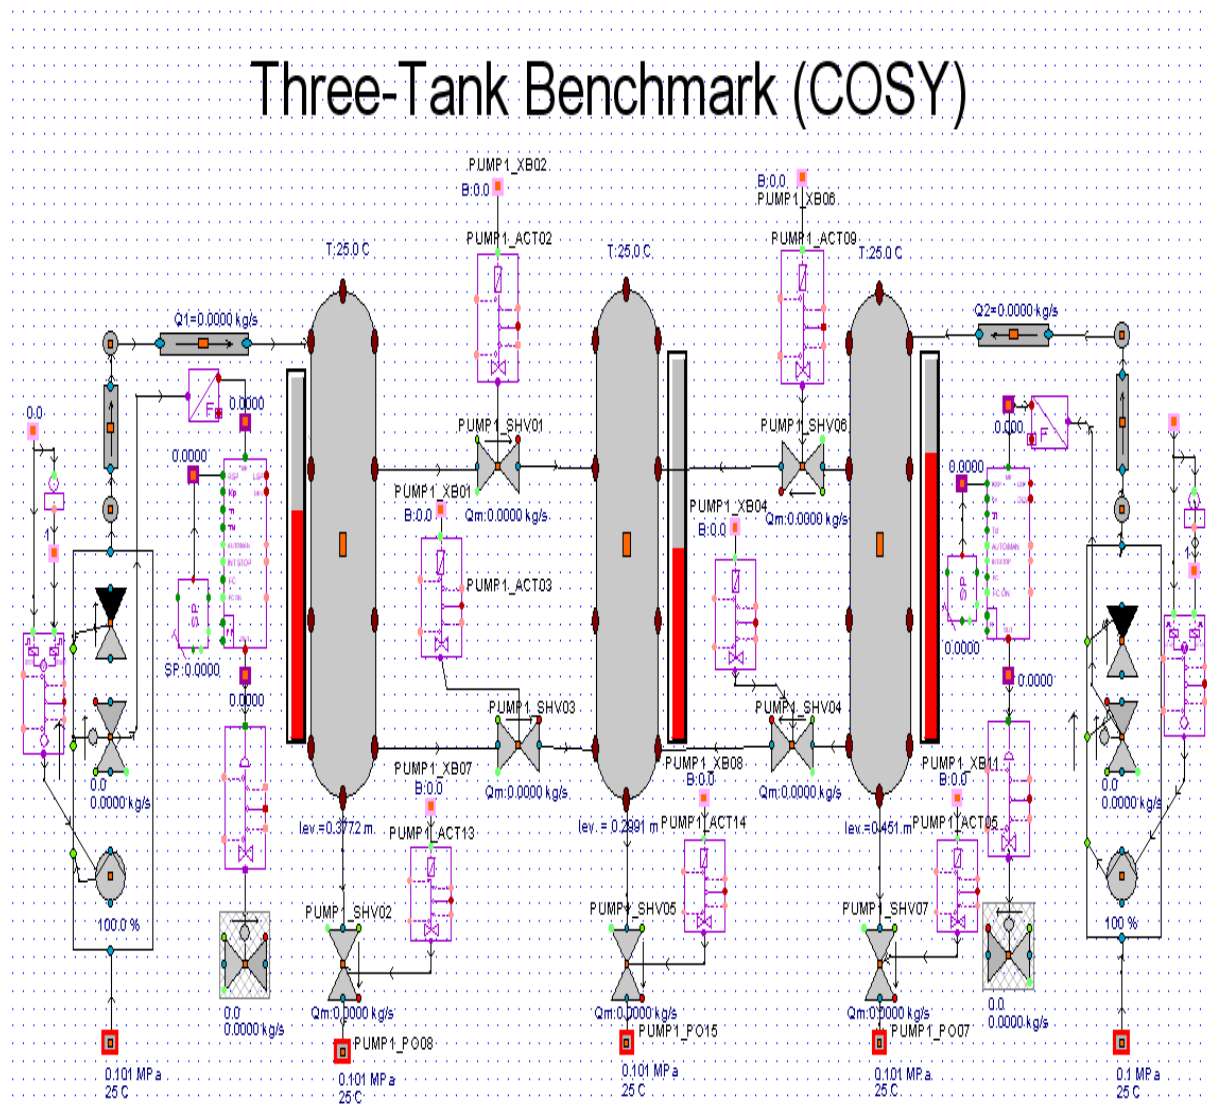 Three-Tank Benchmark (COSY)
PUMP1_XB02
B:0.0
B:0.0
PUMP1_XB06
PUMP1_ACT02
PUMP1_ACT09
T:25.0 C
T:25.0 C
T:25.0 C
Q1=0.0000 kg/s
Q2=0.0000 kg/s
0.0
F
0.0000
0.000
F
PUMP1_SHV01
PUMP1_SHV06
0.0000
0.0000
PUMP1_XB01
B:0.0
Qm:0.0000 kg/s
PUMP1_XB04
B:0.0
Qm:0.0000 kg/s
PUMP1_ACT03
SP
SP
SP:0.0000
0.0000
0.0000
0.0000
PUMP1_SHV03
PUMP1_SHV04
PUMP1_XB07
B:0.0
Qm:0.0000 kg/s
PUMP1_XB08
B:0.0
Qm:0.0000 kg/s
PUMP1_XB11
B:0.0
0.0
0.0000 kg/s
0.0
0.0000 kg/s
lev.=0.3772 m
PUMP1_ACT13
lev. = 0.2991 m
PUMP1_ACT14
lev.=0.451 m
PUMP1_ACT05
100.0 %
PUMP1_SHV02
PUMP1_SHV05
PUMP1_SHV07
100 %
0.0
0.0000 kg/s
Qm:0.0000 kg/s
Qm:0.0000 kg/s
Qm:0.0000 kg/s
0.0
0.0000 kg/s
PUMP1_PO08
PUMP1_PO15
PUMP1_PO07
0.101 MPa
25 C
0.101 MPa
25 C
0.101 MPa
25 C
0.101 MPa
25 C
0.1 MPa
25 C